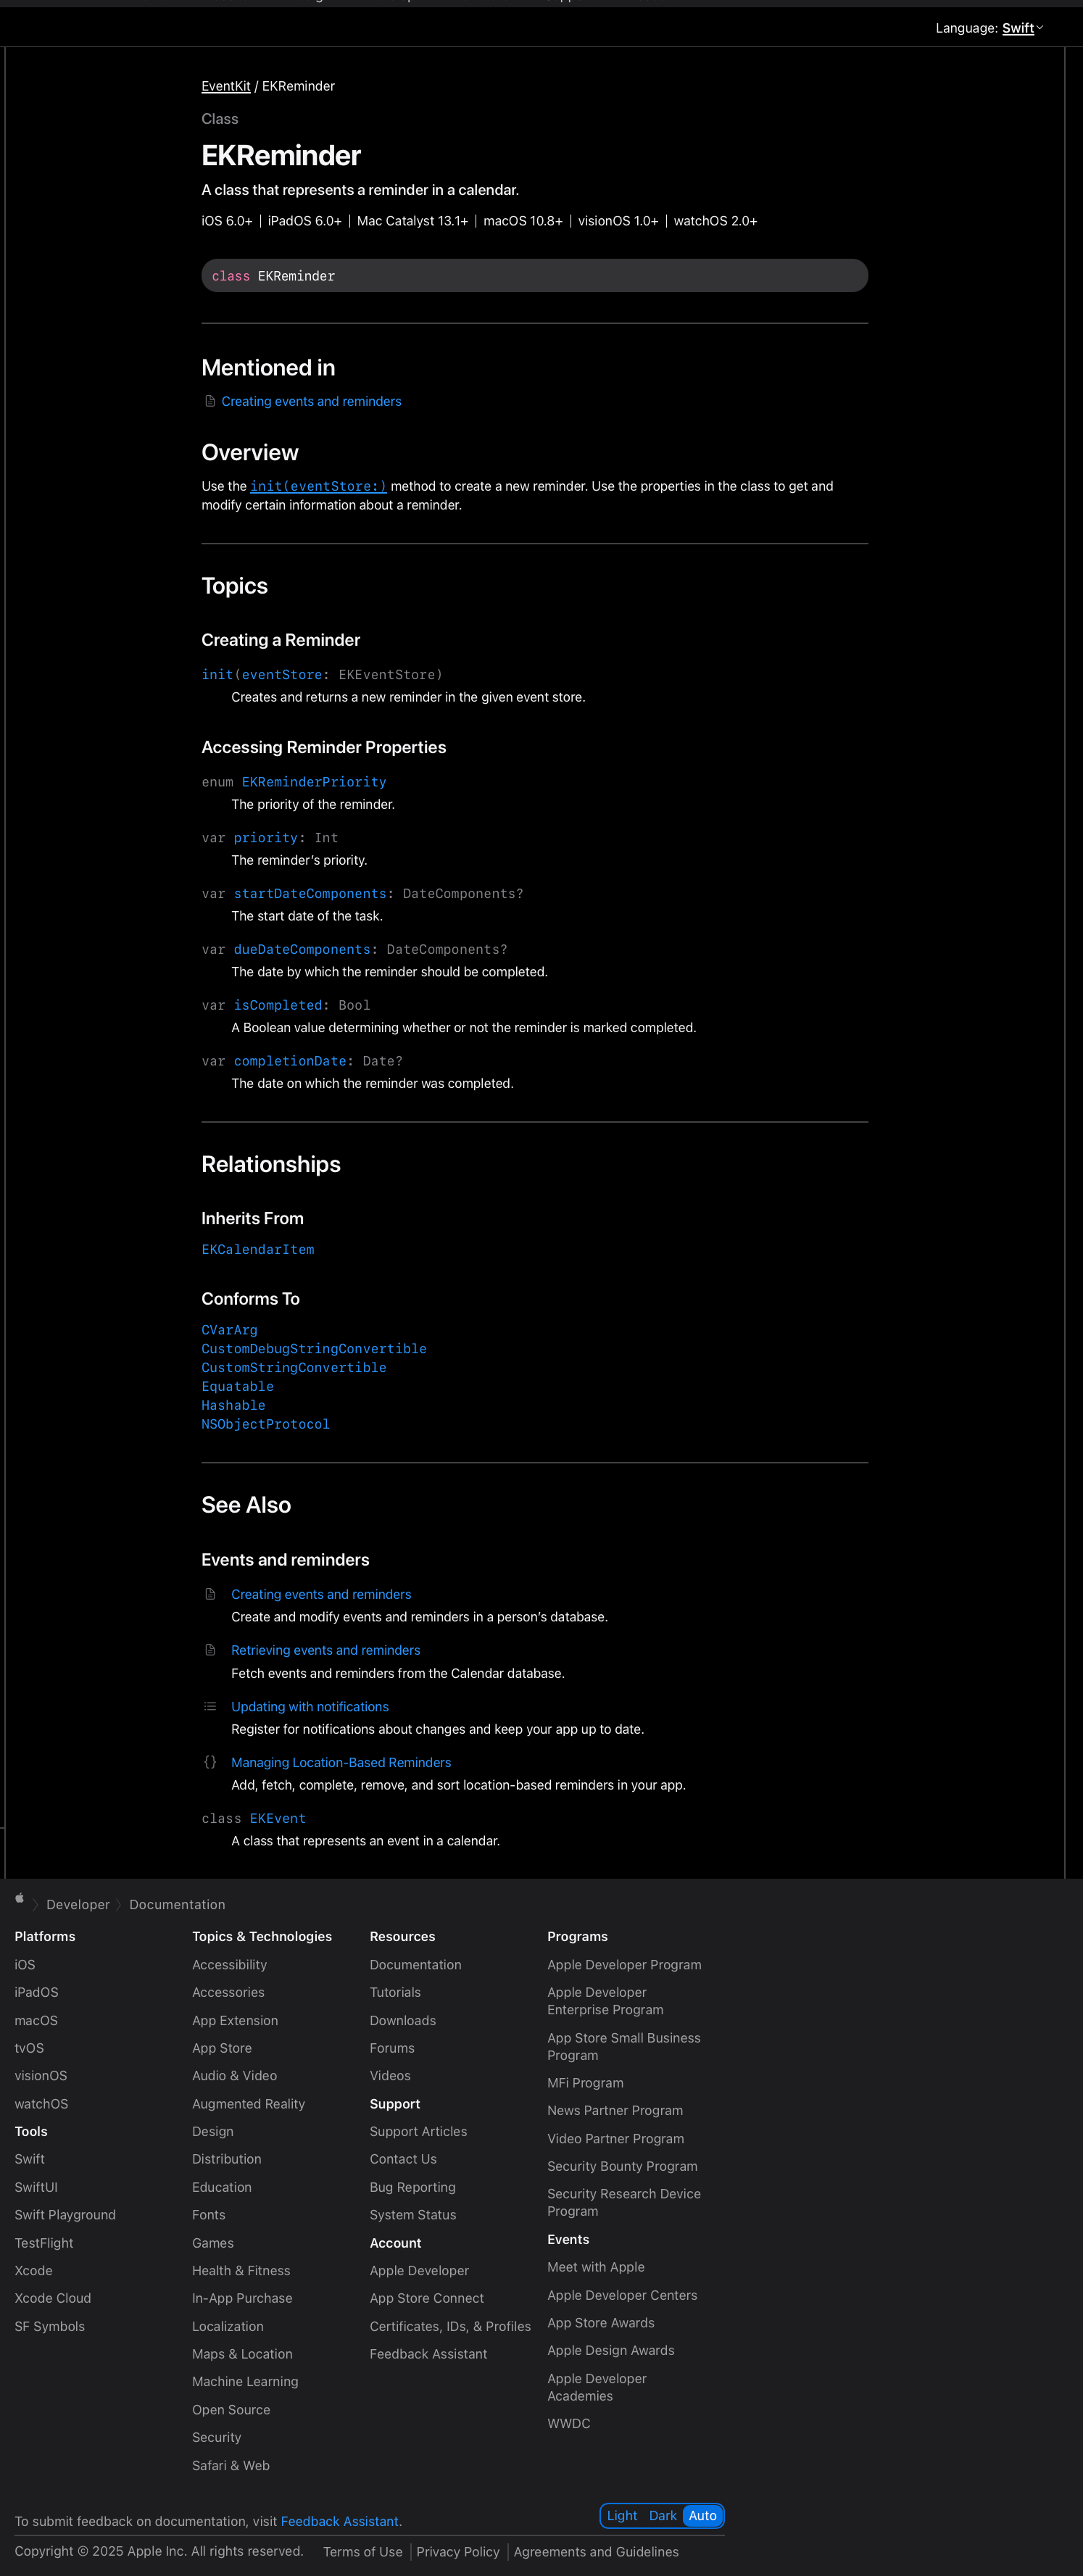 Language: Swift
EventKit / EKReminder
Class
EKReminder
A class that represents a reminder in a calendar.
iOS 6.0+ | iPadOS 6.0+ | Mac Catalyst 13.1+ | macOS 10.8+ | visionOS 1.0+ | watchOS 2.0+
class EKReminder
Mentioned in
Creating events and reminders
Overview
Use the init(eventStore:) method to create a new reminder. Use the properties in the class to get and
modify certain information about a reminder.
Topics
Creating a Reminder
init(eventStore: EKEventStore)
Creates and returns a new reminder in the given event store.
Accessing Reminder Properties
enum EKReminderPriority
The priority of the reminder.
var priority: Int
The reminder’s priority.
var startDateComponents: DateComponents?
The start date of the task.
var dueDateComponents: DateComponents?
The date by which the reminder should be completed.
var isCompleted: Bool
A Boolean value determining whether or not the reminder is marked completed.
var completionDate: Date?
The date on which the reminder was completed.
Relationships
Inherits From
EKCalendarItem
Conforms To
CVarArg
CustomDebugStringConvertible
CustomStringConvertible
Equatable
Hashable
NSObjectProtocol
See Also
Events and reminders
Creating events and reminders
Create and modify events and reminders in a person’s database.
Retrieving events and reminders
Fetch events and reminders from the Calendar database.
Updating with notifications
Register for notifications about changes and keep your app up to date.
{} Managing Location-Based Reminders
Add, fetch, complete, remove, and sort location-based reminders in your app.
class EKEvent
A class that represents an event in a calendar.
Developer Documentation
Platforms
iOS
iPadOS
macOS
tvOS
visionOS
watchOS
Tools
Swift
SwiftUI
Swift Playground
TestFlight
Xcode
Xcode Cloud
SF Symbols
Topics & Technologies
Accessibility
Accessories
App Extension
App Store
Audio & Video
Augmented Reality
Design
Distribution
Education
Fonts
Games
Health & Fitness
In-App Purchase
Localization
Maps & Location
Machine Learning
Open Source
Security
Safari & Web
Resources
Documentation
Tutorials
Downloads
Forums
Videos
Support
Support Articles
Contact Us
Bug Reporting
System Status
Account
Apple Developer
App Store Connect
Certificates, IDs, & Profiles
Feedback Assistant
Programs
Apple Developer Program
Apple Developer
Enterprise Program
App Store Small Business
Program
MFi Program
News Partner Program
Video Partner Program
Security Bounty Program
Security Research Device
Program
Events
Meet with Apple
Apple Developer Centers
App Store Awards
Apple Design Awards
Apple Developer
Academies
WWDC
To submit feedback on documentation, visit Feedback Assistant.
Light Dark Auto
Copyright © 2025 Apple Inc. All rights reserved. Terms of Use | Privacy Policy | Agreements and Guidelines